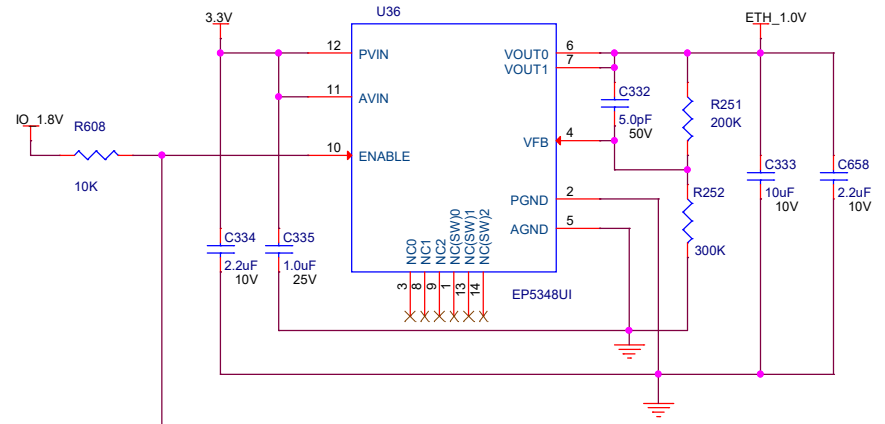 U36
3.3V
ETH_1.0V
12
PVIN
VOUT0
6
VOUT1
7
11
AVIN
C332
5.0pF
50V
R251
200K
IO_1.8V
R608
10K
10
ENABLE
VFB
4
C333
10uF
10V
C658
2.2uF
10V
PGND
2
R252
300K
AGND
5
C334
2.2uF
10V
C335
1.0uF
25V
NC0
NC1
NC2
NC(SW)0
NC(SW)1
NC(SW)2
3
8
9
1
13
14
EP5348UI